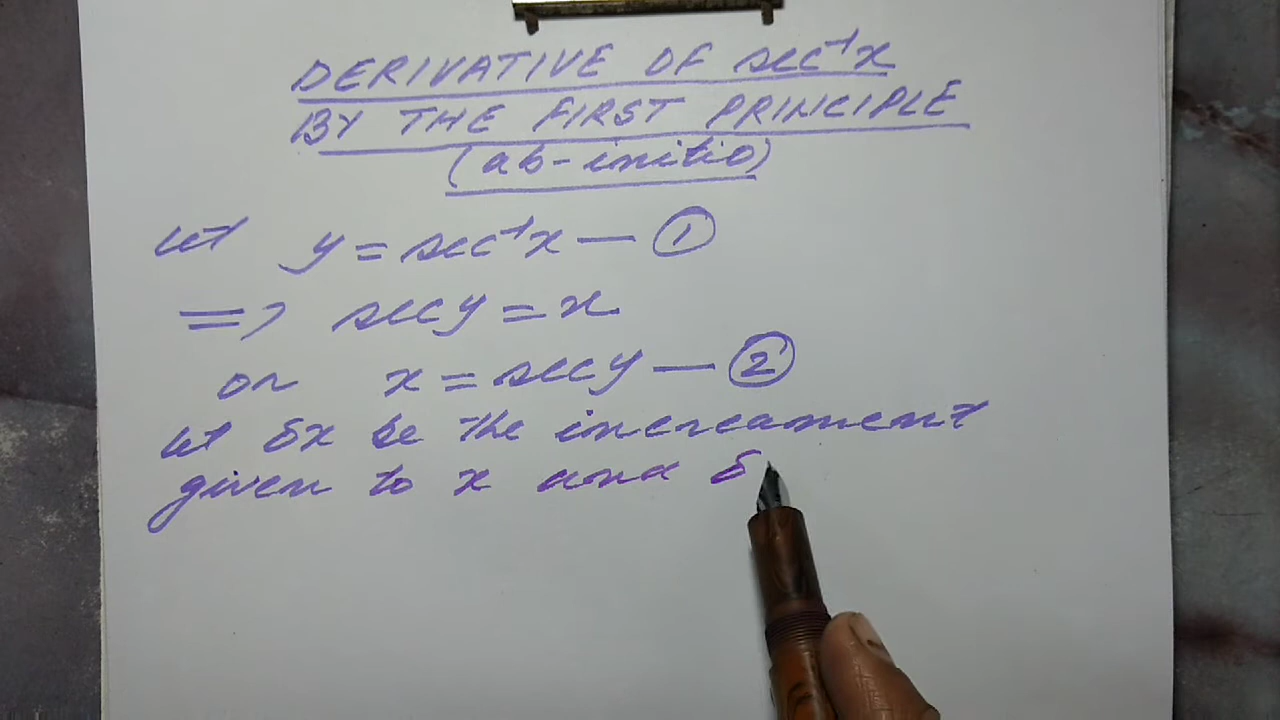 DERIVATIVE OF sec⁻¹x
BY THE FIRST PRINCIPLE
(ab-initio)
Let y = sec⁻¹x — ①
=> sec y = x
or x = sec y — ②
Let δx be the increament
given to x and δ